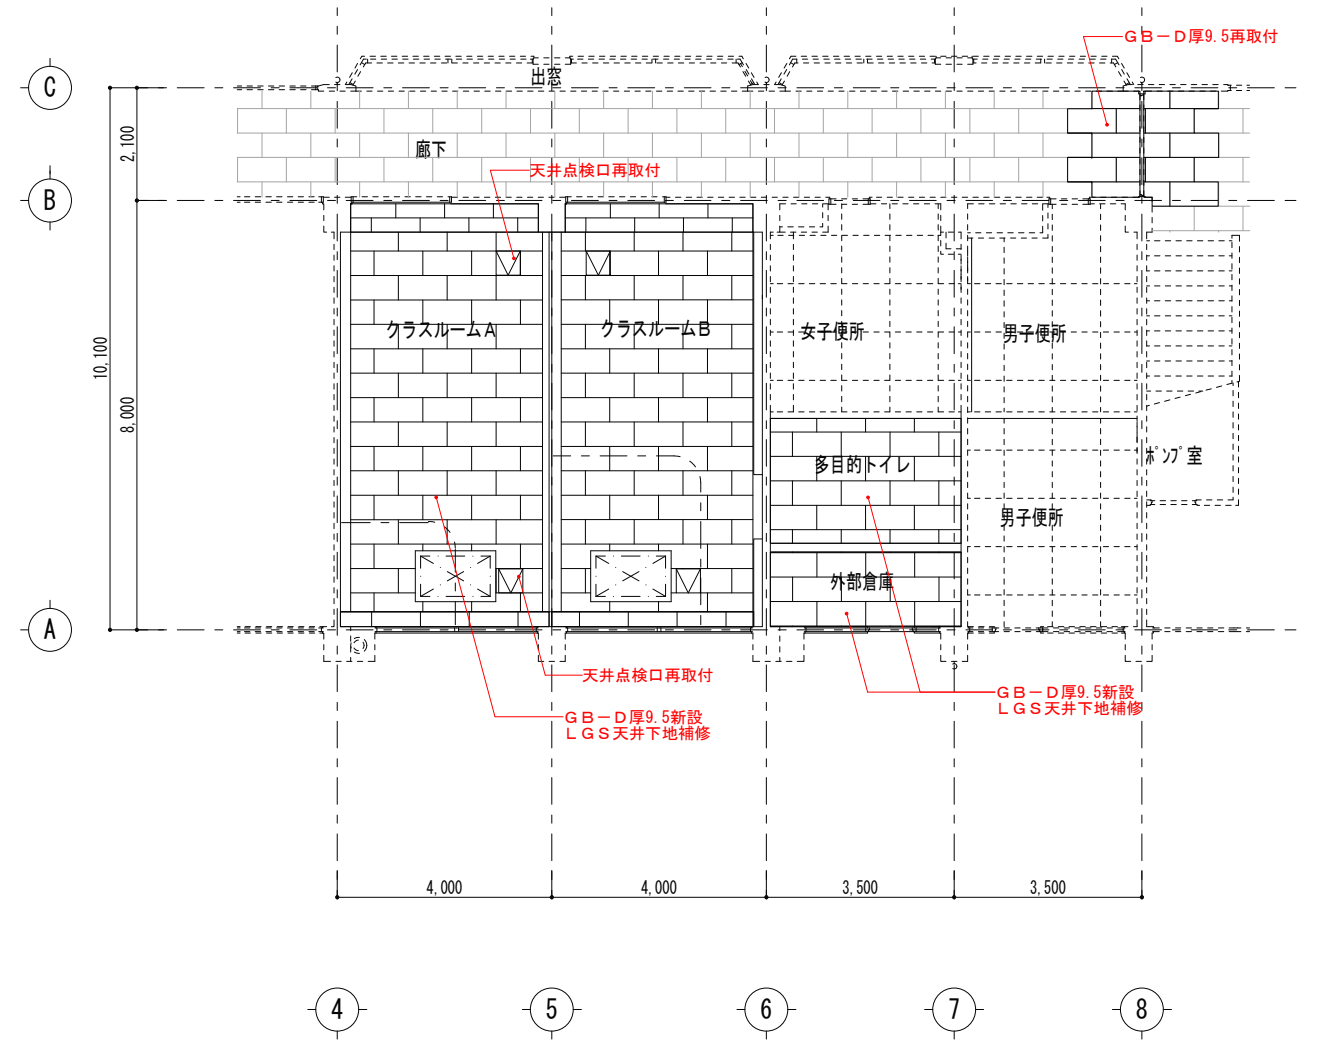 GB－D厚9.5再取付
C
出窓
2,100
廊下
天井点検口再取付
B
クラスルームA
クラスルームB
女子便所
男子便所
10,100
8,000
多目的トイレ
ﾎﾟﾝﾌﾟ室
男子便所
外部倉庫
A
天井点検口再取付
GB－D厚9.5新設
LGS天井下地補修
GB－D厚9.5新設
LGS天井下地補修
4,000
4,000
3,500
3,500
4
5
6
7
8